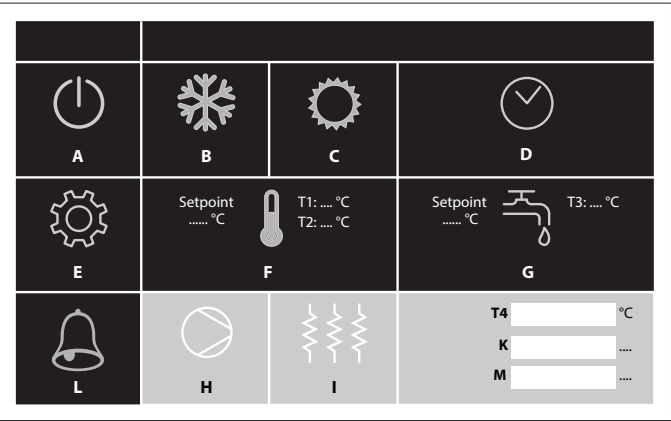 A
B
C
D
Setpoint
...... °C
T1: .... °C
T2: .... °C
Setpoint
...... °C
T3: .... °C
E
F
G
T4 °C
K ....
M ....
L
H
I